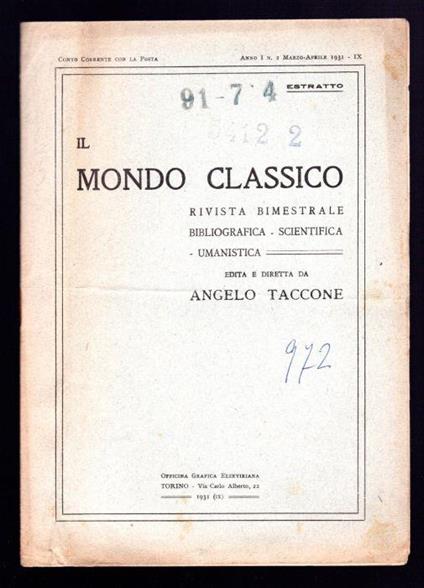 Conto Corrente con la Posta Anno I n. 2 Marzo-Aprile 1931 - IX
ESTRATTO
91-7 4
2
IL
MONDO CLASSICO
RIVISTA BIMESTRALE
BIBLIOGRAFICA - SCIENTIFICA
- UMANISTICA
EDITA E DIRETTA DA
ANGELO TACCONE
972
Officina Grafica Elzeviriana
TORINO - Via Carlo Alberto, 22
1931 (IX)